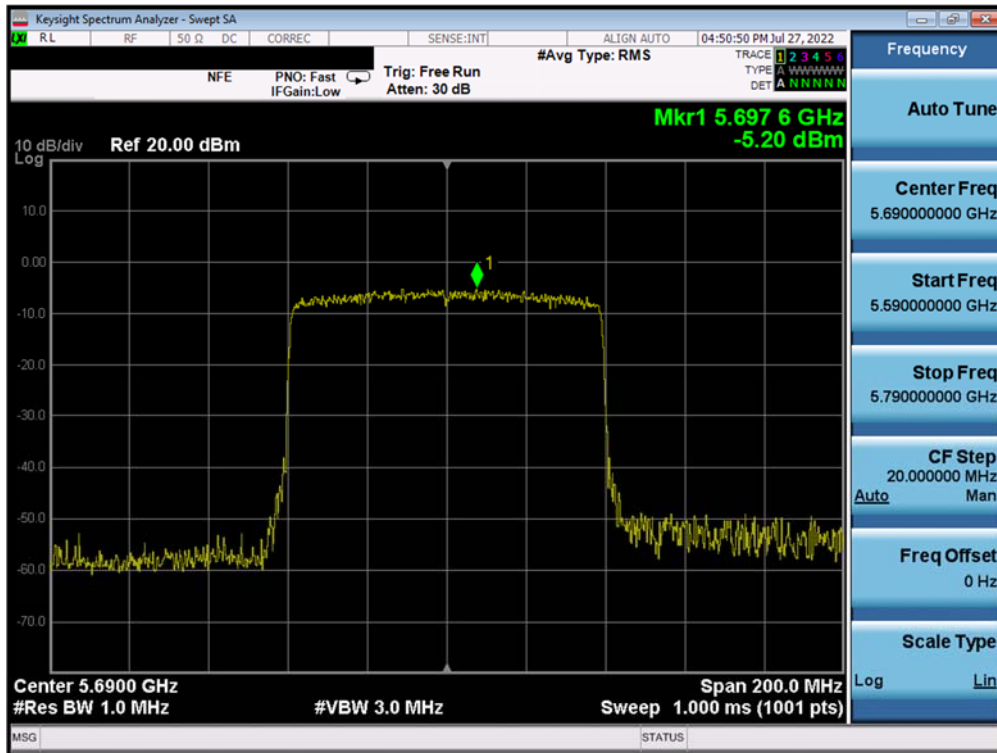 Keysight Spectrum Analyzer - Swept SA
LXI RL RF 50 Ω DC CORREC SENSE:INT ALIGN AUTO 04:50:50 PM Jul 27, 2022
#Avg Type: RMS TRACE 1 2 3 4 5 6
NFE PNO: Fast Trig: Free Run TYPE A WWWWW
IFGain:Low Atten: 30 dB DET A N N N N N
Mkr1 5.697 6 GHz
-5.20 dBm
10 dB/div Ref 20.00 dBm
Log
10.0
0.00
1
-10.0
-20.0
-30.0
-40.0
-50.0
-60.0
-70.0
Center 5.6900 GHz Span 200.0 MHz
#Res BW 1.0 MHz #VBW 3.0 MHz Sweep 1.000 ms (1001 pts)
MSG STATUS
Frequency
Auto Tune
Center Freq
5.690000000 GHz
Start Freq
5.590000000 GHz
Stop Freq
5.790000000 GHz
CF Step
20.000000 MHz
Auto Man
Freq Offset
0 Hz
Scale Type
Log Lin